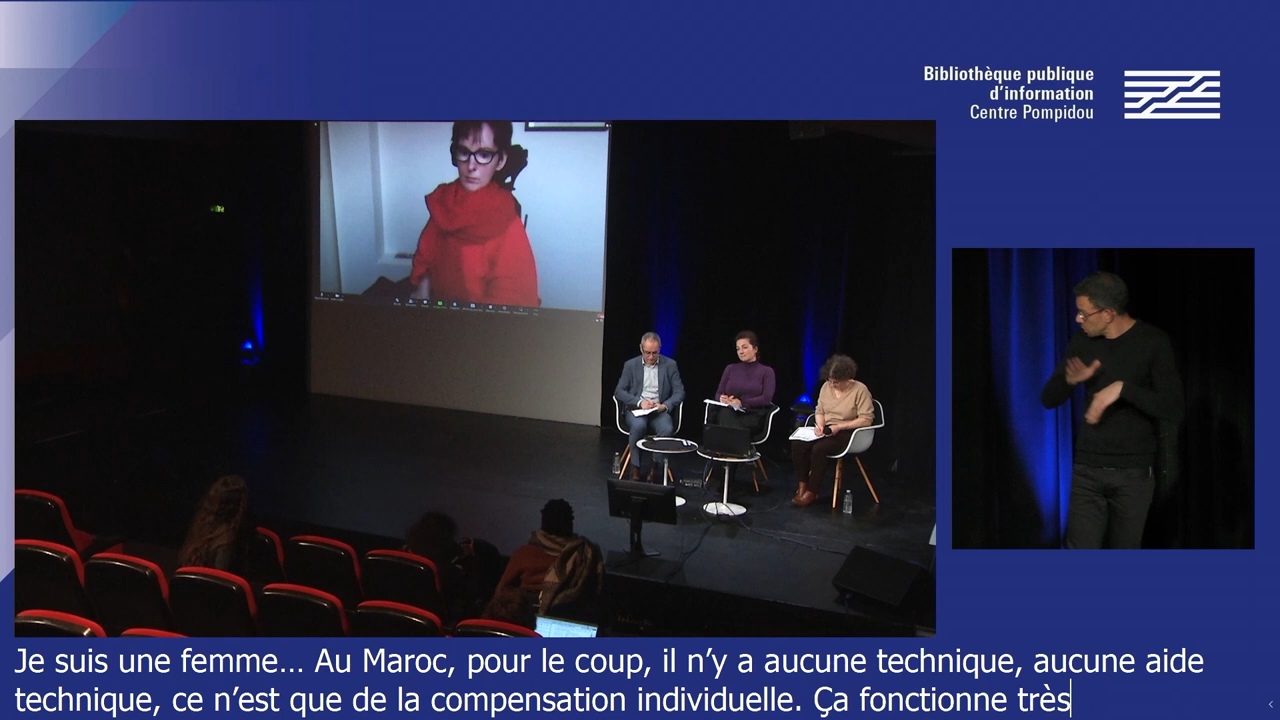 Bibliothèque publique
d'information
Centre Pompidou
Je suis une femme… Au Maroc, pour le coup, il n'y a aucune technique, aucune aide
technique, ce n'est que de la compensation individuelle. Ça fonctionne très